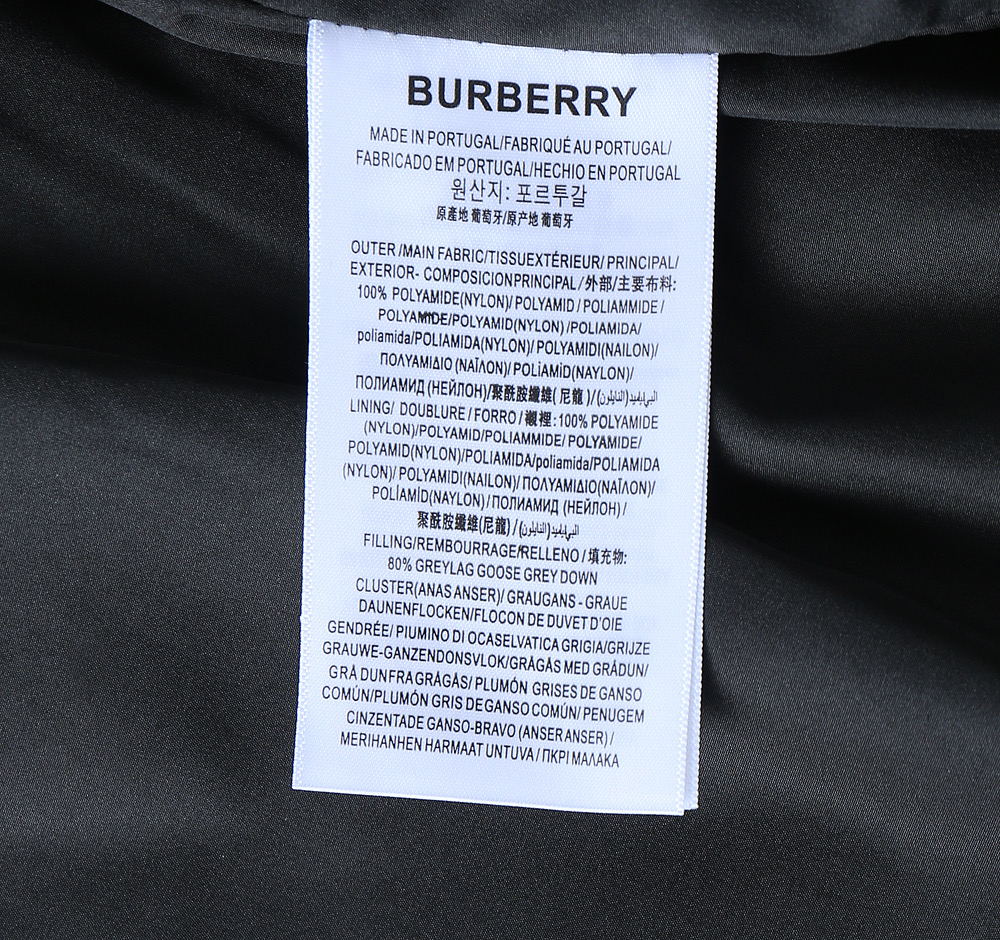 BURBERRY
MADE IN PORTUGAL/FABRIQUÉ AU PORTUGAL/
FABRICADO EM PORTUGAL/HECHIO EN PORTUGAL
원산지: 포르투갈
原產地 葡萄牙/原产地 葡萄牙
OUTER /MAIN FABRIC/TISSUEXTÉRIEUR/ PRINCIPAL/
EXTERIOR- COMPOSICIONPRINCIPAL /外部/主要布料:
100% POLYAMIDE(NYLON)/ POLYAMID / POLIAMMIDE /
POLYAMIDE/POLYAMID(NYLON) /POLIAMIDA/
poliamida/POLIAMIDA(NYLON)/ POLYAMIDI(NAILON)/
ΠΟΛΥΑΜΙΔΙΟ (ΝΑΪΛΟΝ)/ POLiAMiD(NAYLON)/
ПОЛИАМИД (НЕЙЛОН)/聚酰胺纖維( 尼龍 )/(النايلون)
LINING/ DOUBLURE / FORRO / 襯裡: 100% POLYAMIDE
(NYLON)/POLYAMID/POLIAMMIDE/ POLYAMIDE/
POLYAMID(NYLON)/POLIAMIDA/poliamida/POLIAMIDA
(NYLON)/ POLYAMIDI(NAILON)/ ΠΟΛΥΑΜΙΔΙΟ(ΝΑΪΛΟΝ)/
POLİAMİD(NAYLON) / ПОЛИАМИД (НЕЙЛОН) /
聚酰胺纖維(尼龍) / (النايلون)
FILLING/REMBOURRAGE/RELLENO / 填充物:
80% GREYLAG GOOSE GREY DOWN
CLUSTER(ANAS ANSER)/ GRAUGANS - GRAUE
DAUNENFLOCKEN/FLOCON DE DUVET D'OIE
GENDRÉE/ PIUMINO DI OCASELVATICA GRIGIA/GRIJZE
GRAUWE-GANZENDONSVLOK/GRÅGÅS MED GRÅDUN/
GRÅ DUNFRA GRÅGÅS/ PLUMÓN GRISES DE GANSO
COMÚN/PLUMÓN GRIS DE GANSO COMÚN/ PENUGEM
CINZENTADE GANSO-BRAVO (ANSER ANSER) /
MERIHANHEN HARMAAT UNTUVA / ΓΚΡΙ ΜΑΛΑΚΑ